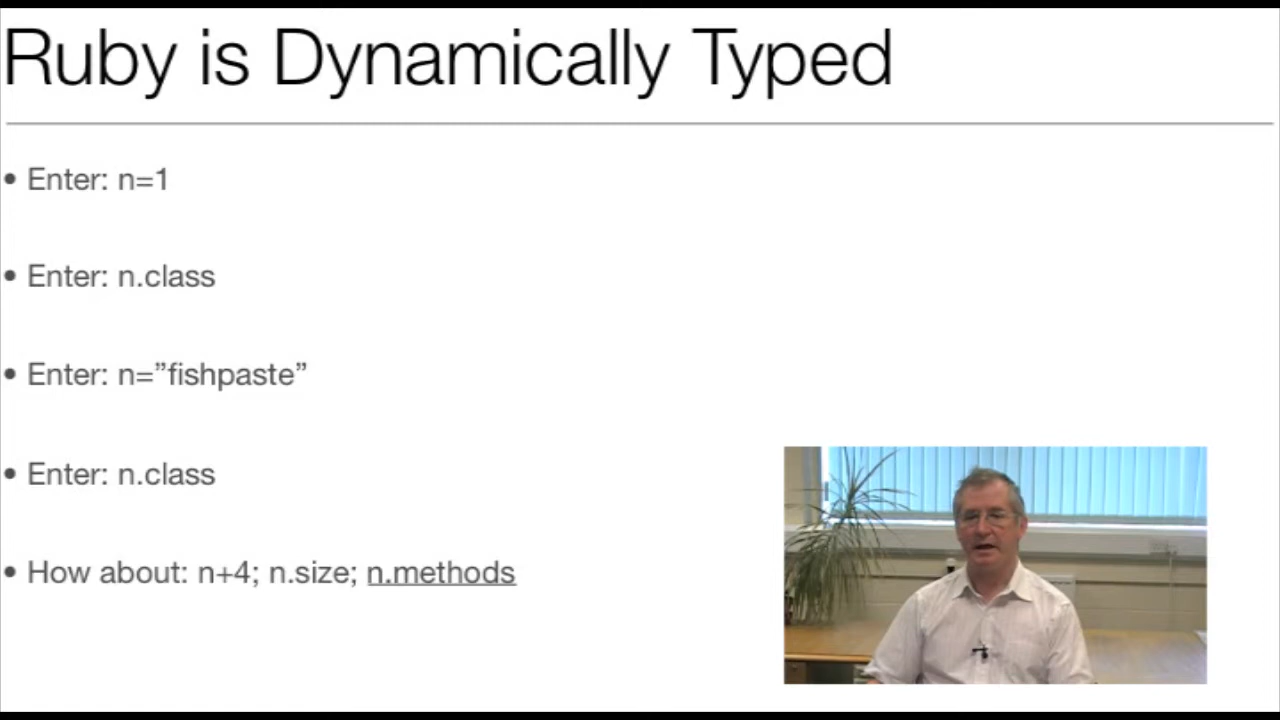 Ruby is Dynamically Typed
• Enter: n=1
• Enter: n.class
• Enter: n=”fishpaste”
• Enter: n.class
• How about: n+4; n.size; n.methods